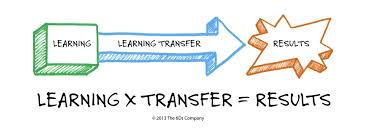 LEARNING LEARNING TRANSFER RESULTS
LEARNING X TRANSFER = RESULTS
© 2013 The 6Ds Company